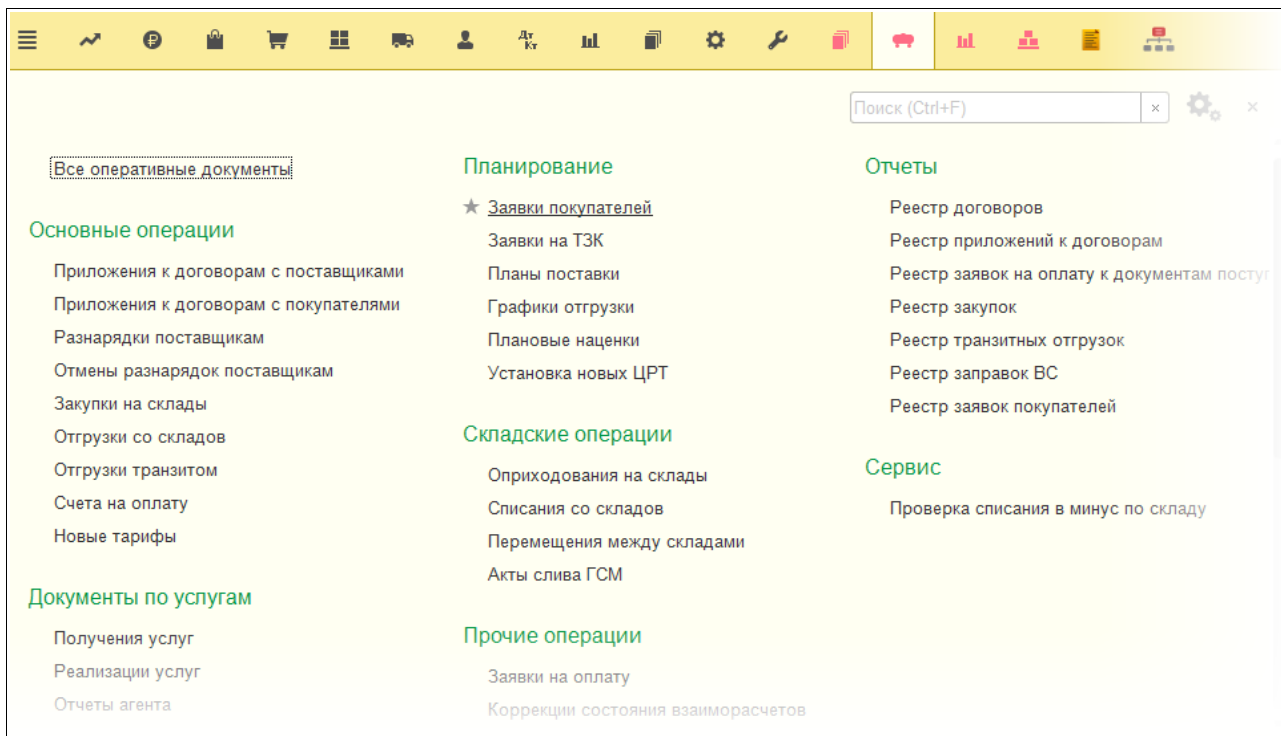 Дт
Кт
Поиск (Ctrl+F)
Все оперативные документы
Основные операции
Приложения к договорам с поставщиками
Приложения к договорам с покупателями
Разнарядки поставщикам
Отмены разнарядок поставщикам
Закупки на склады
Отгрузки со складов
Отгрузки транзитом
Счета на оплату
Новые тарифы
Документы по услугам
Получения услуг
Реализации услуг
Отчеты агента
Планирование
Заявки покупателей
Заявки на ТЗК
Планы поставки
Графики отгрузки
Плановые наценки
Установка новых ЦРТ
Складские операции
Оприходования на склады
Списания со складов
Перемещения между складами
Акты слива ГСМ
Прочие операции
Заявки на оплату
Коррекции состояния взаиморасчетов
Отчеты
Реестр договоров
Реестр приложений к договорам
Реестр заявок на оплату к документам посту
Реестр закупок
Реестр транзитных отгрузок
Реестр заправок ВС
Реестр заявок покупателей
Сервис
Проверка списания в минус по складу